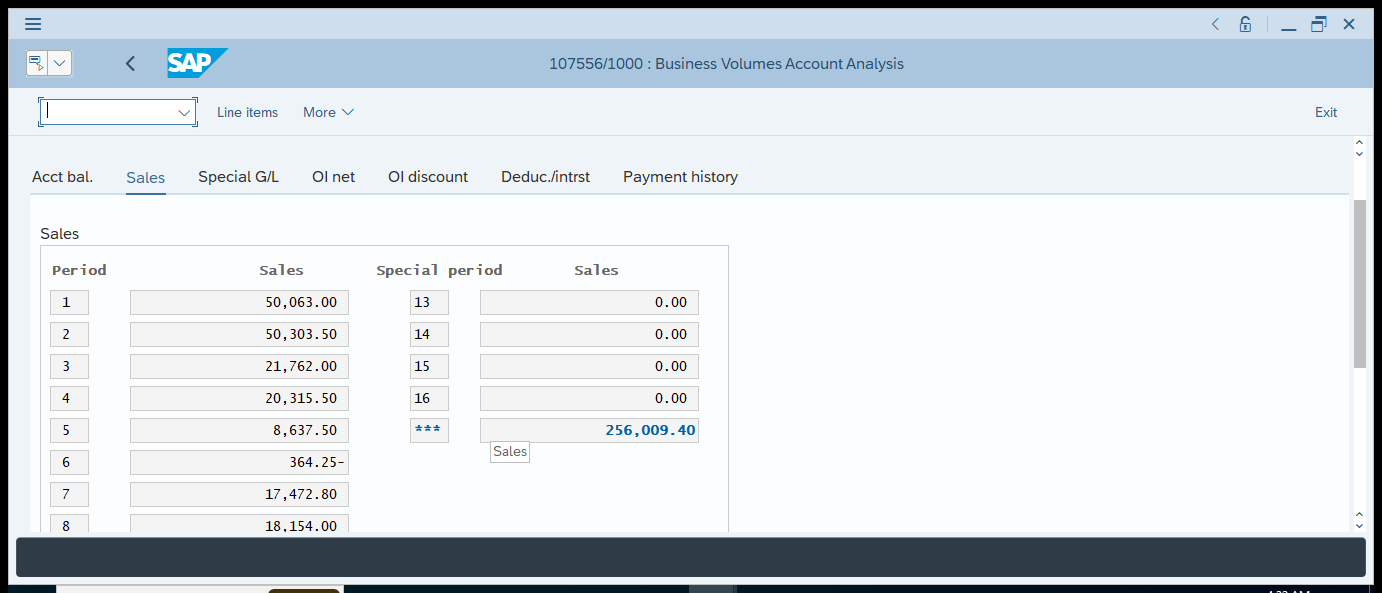 SAP
107556/1000 : Business Volumes Account Analysis
Line items More Exit
Acct bal. Sales Special G/L OI net OI discount Deduc./intrst Payment history
Sales
Period Sales Special period Sales
1 50,063.00 13 0.00
2 50,303.50 14 0.00
3 21,762.00 15 0.00
4 20,315.50 16 0.00
5 8,637.50 *** 256,009.40
Sales
6 364.25-
7 17,472.80
8 18,154.00